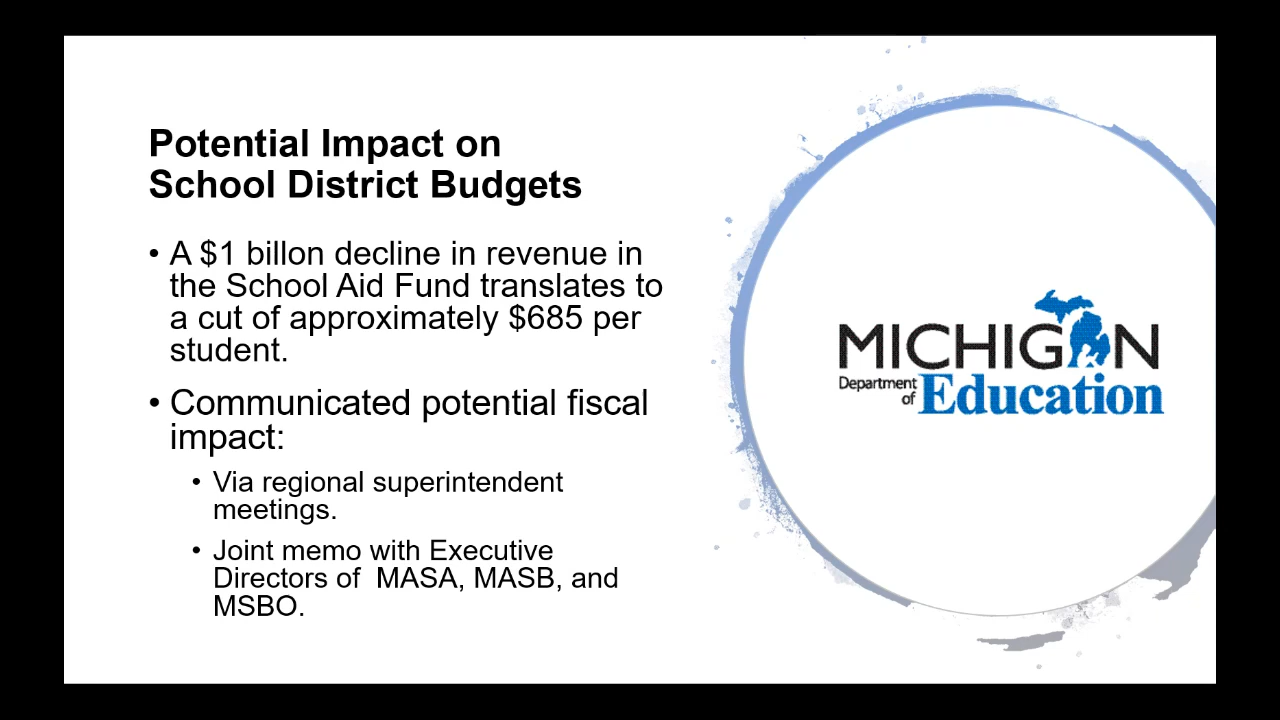 Potential Impact on
School District Budgets
• A $1 billon decline in revenue in
the School Aid Fund translates to
a cut of approximately $685 per
student.
• Communicated potential fiscal
impact:
• Via regional superintendent
meetings.
• Joint memo with Executive
Directors of  MASA, MASB, and
MSBO.
MICHIGAN
Department
of Education